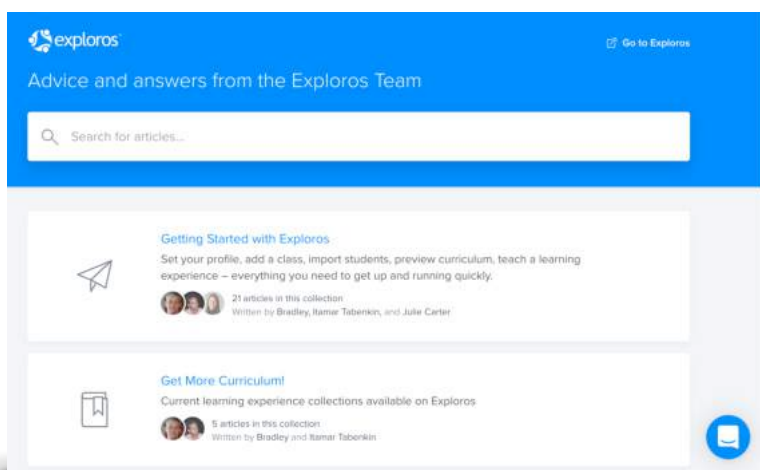 exploros
Go to Exploros
Advice and answers from the Exploros Team
Search for articles...
Getting Started with Exploros
Set your profile, add a class, import students, preview curriculum, teach a learning
experience – everything you need to get up and running quickly.
21 articles in this collection
Written by Bradley, Itamar Tabenkin, and Julie Carter
Get More Curriculum!
Current learning experience collections available on Exploros
5 articles in this collection
Written by Bradley and Itamar Tabenkin